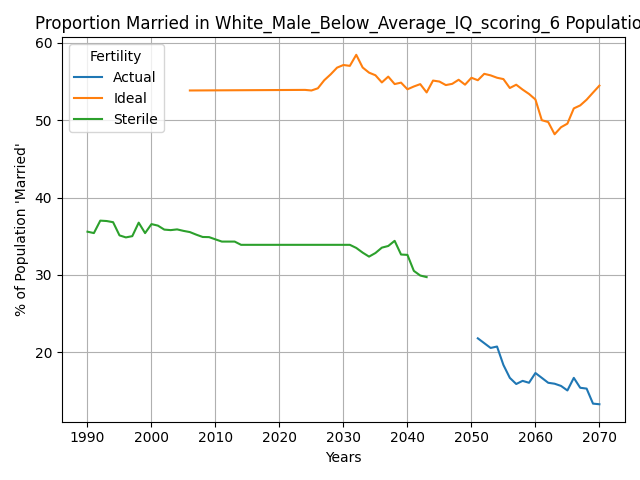 Proportion Married in White_Male_Below_Average_IQ_scoring_6 Populatio
Fertility
Actual
Ideal
Sterile
% of Population 'Married'
60
50
40
30
20
1990 2000 2010 2020 2030 2040 2050 2060 2070
Years